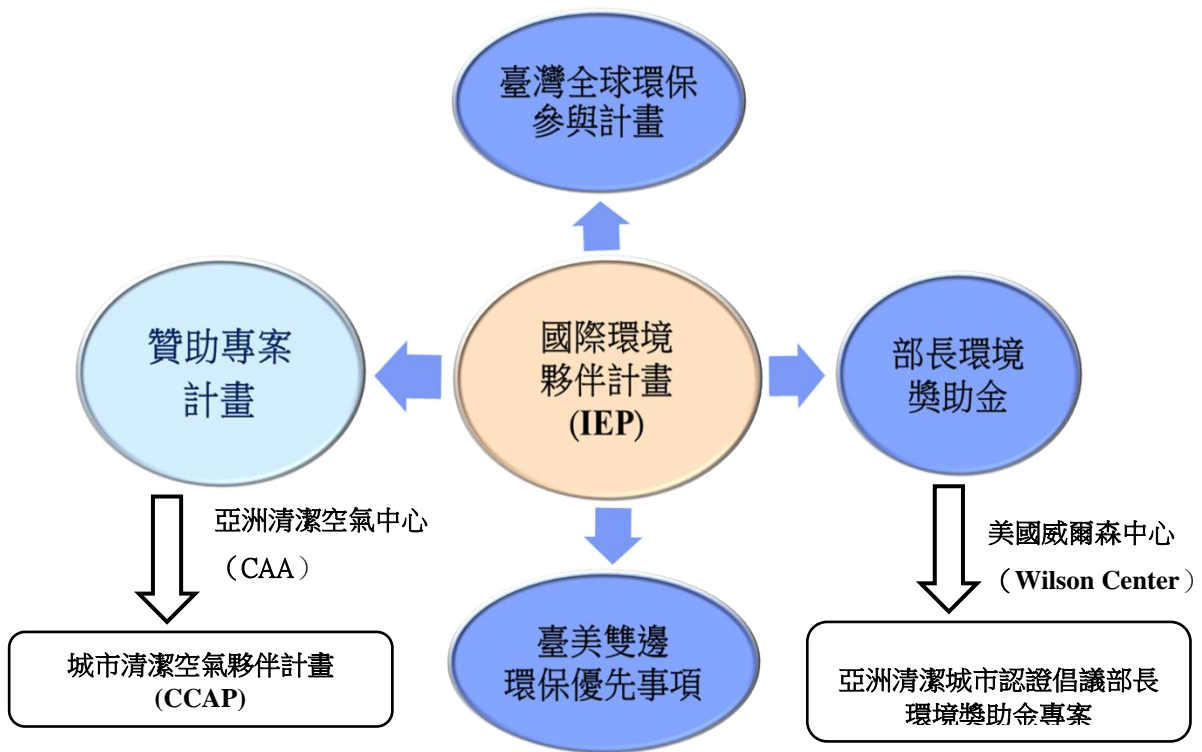 臺灣全球環保
參與計畫
贊助專案
計畫
國際環境
夥伴計畫
(IEP)
部長環境
獎助金
亞洲清潔空氣中心
（CAA）
美國威爾森中心
（Wilson Center）
城市清潔空氣夥伴計畫
(CCAP)
臺美雙邊
環保優先事項
亞洲清潔城市認證倡議部長
環境獎助金專案